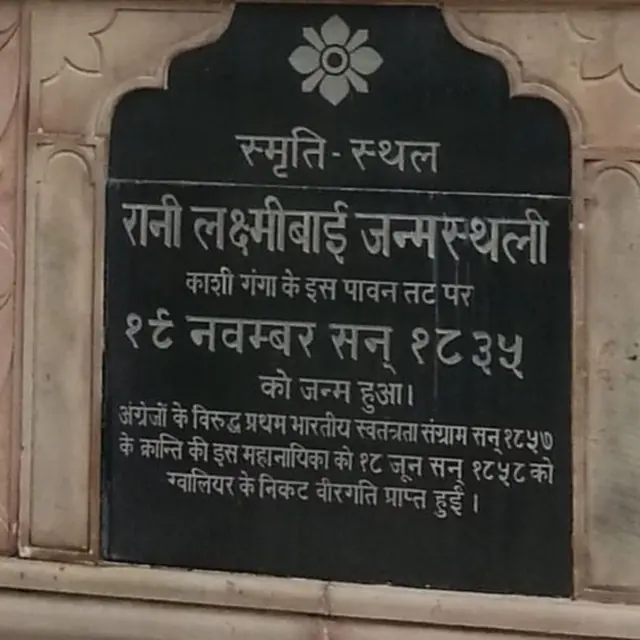 स्मृति - स्थल
रानी लक्ष्मीबाई जन्मस्थली
काशी गंगा के इस पावन तट पर
१९ नवम्बर सन् १८३५
को जन्म हुआ।
अंग्रेजों के विरुद्ध प्रथम भारतीय स्वतन्त्रता संग्राम सन् १८५७
के क्रान्ति की इस महानायिका को १८ जून सन् १८५८ को
ग्वालियर के निकट वीरगति प्राप्त हुई ।